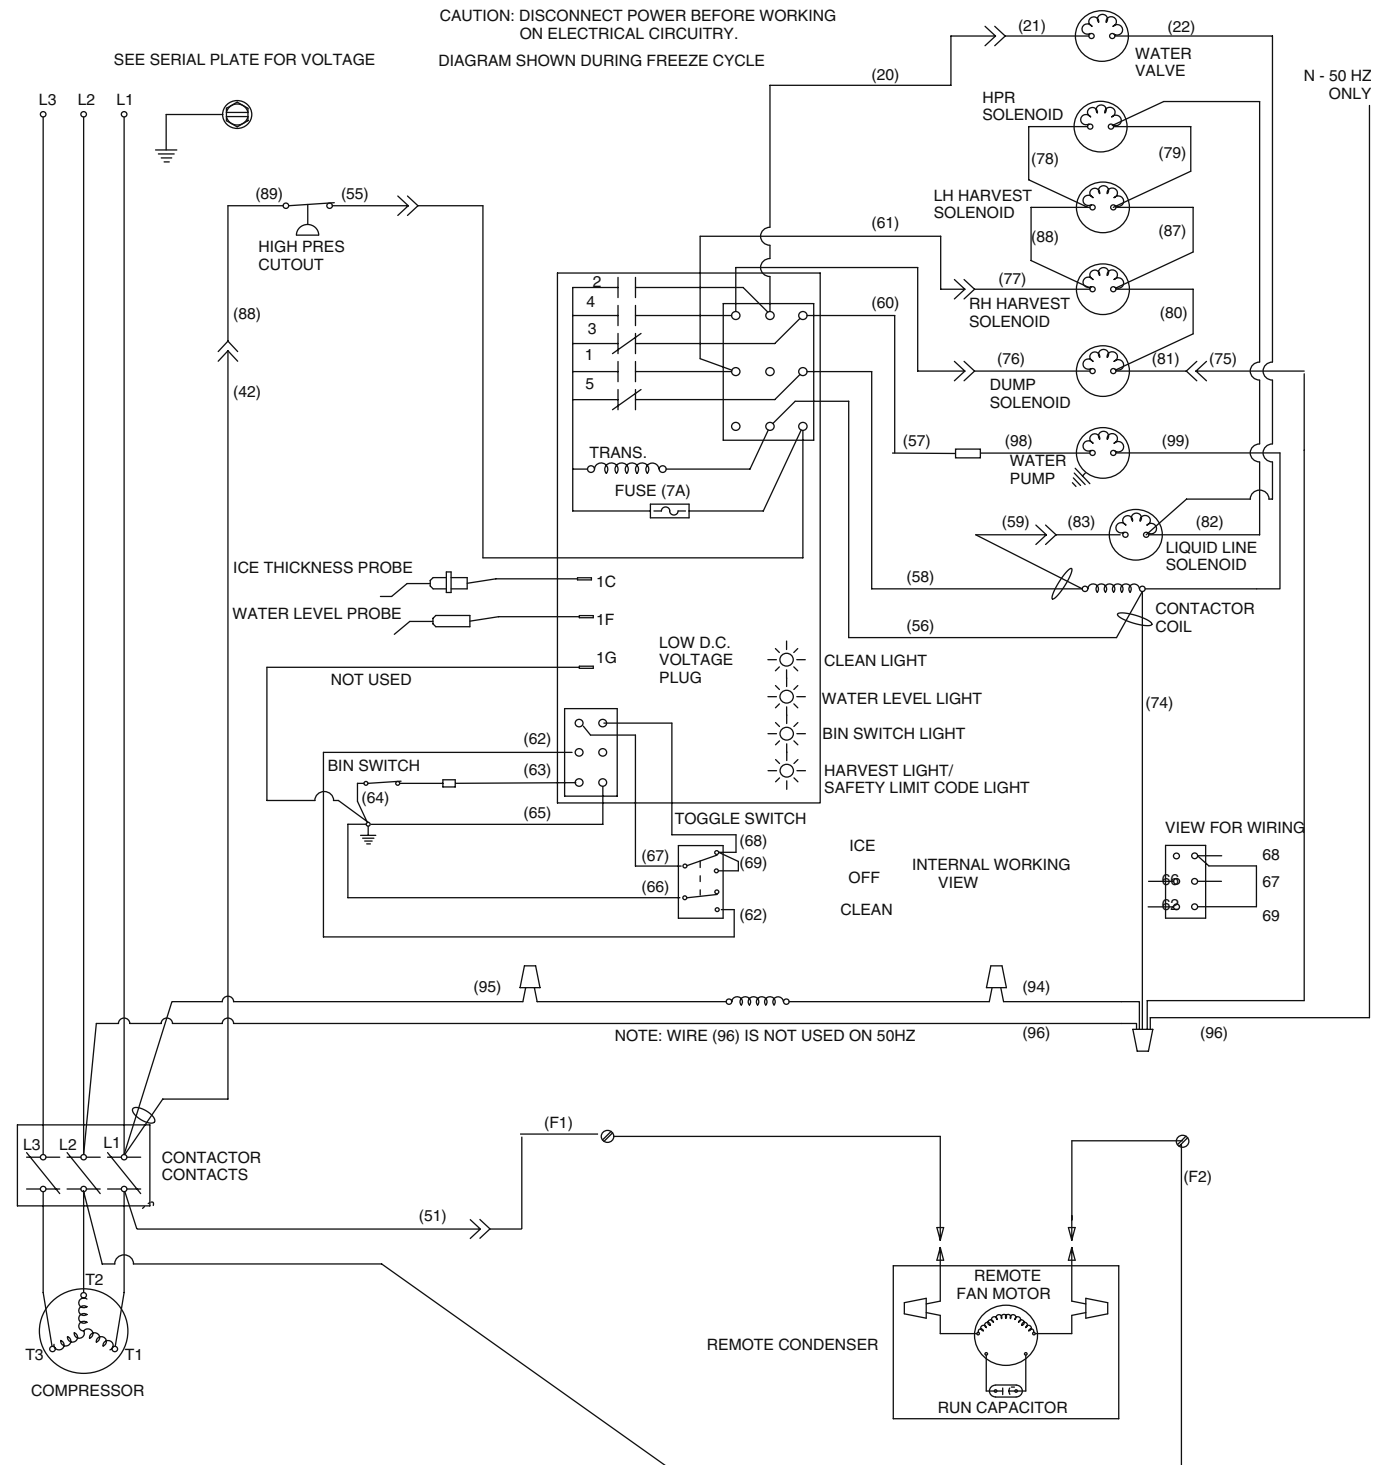 CAUTION: DISCONNECT POWER BEFORE WORKING
ON ELECTRICAL CIRCUITRY.
SEE SERIAL PLATE FOR VOLTAGE
DIAGRAM SHOWN DURING FREEZE CYCLE
(21)
(22)
WATER
VALVE
(20)
N - 50 HZ
ONLY
L3
L2
L1
HPR
SOLENOID
(78)
(79)
(89)
(55)
HIGH PRES
CUTOUT
LH HARVEST
SOLENOID
(61)
(88)
(87)
(77)
RH HARVEST
SOLENOID
(80)
2
4
3
1
5
(60)
(88)
(42)
(76)
(81)
(75)
DUMP
SOLENOID
(57)
(98)
(99)
WATER
PUMP
TRANS.
FUSE (7A)
(59)
(83)
(82)
LIQUID LINE
SOLENOID
ICE THICKNESS PROBE
1C
(58)
WATER LEVEL PROBE
1F
CONTACTOR
COIL
(56)
1G
NOT USED
LOW D.C.
VOLTAGE
PLUG
CLEAN LIGHT
WATER LEVEL LIGHT
BIN SWITCH LIGHT
HARVEST LIGHT/
SAFETY LIMIT CODE LIGHT
(74)
(62)
BIN SWITCH
(63)
(64)
(65)
TOGGLE SWITCH
(68)
(67)
(69)
(66)
(62)
ICE
OFF
CLEAN
INTERNAL WORKING
VIEW
VIEW FOR WIRING
68
66
67
62
69
(95)
(94)
NOTE: WIRE (96) IS NOT USED ON 50HZ
(96)
(96)
L3
L2
L1
CONTACTOR
CONTACTS
(F1)
(F2)
(51)
T2
T3
T1
COMPRESSOR
REMOTE
FAN MOTOR
REMOTE CONDENSER
RUN CAPACITOR